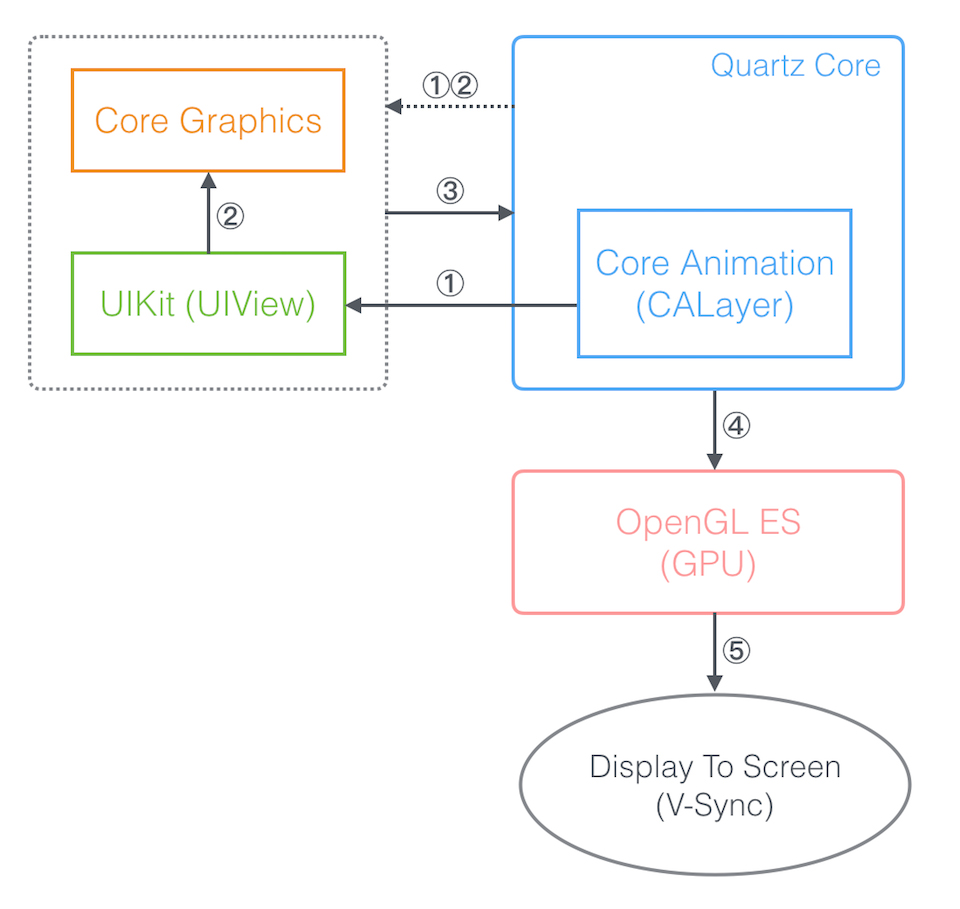 Quartz Core
①②
Core Graphics
③
②
Core Animation
(CALayer)
①
UIKit (UIView)
④
OpenGL ES
(GPU)
⑤
Display To Screen
(V-Sync)